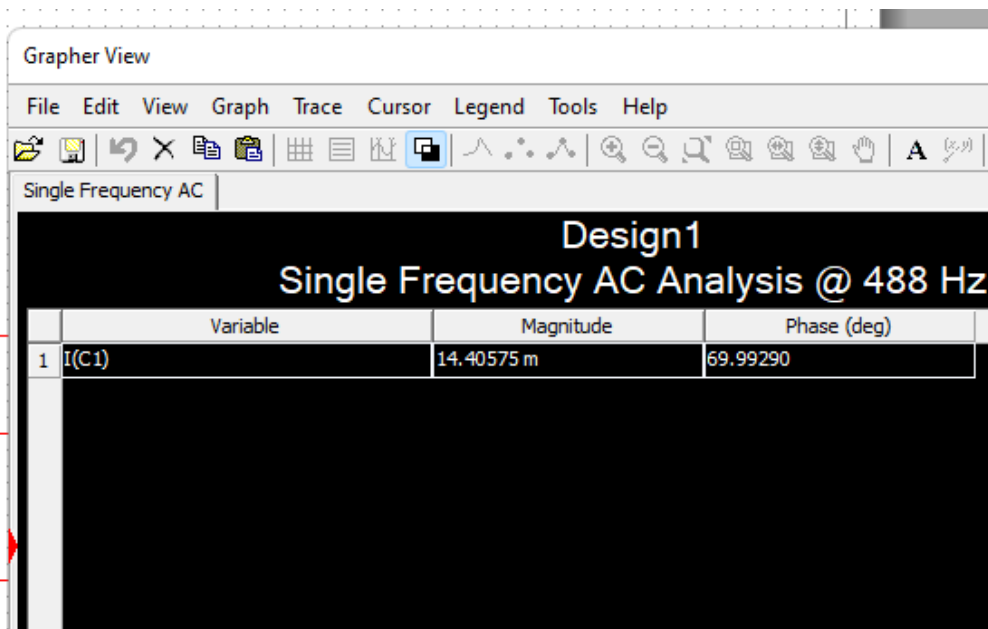 Grapher View
File Edit View Graph Trace Cursor Legend Tools Help
A (x,y)
Single Frequency AC
Design1
Single Frequency AC Analysis @ 488 Hz
Variable Magnitude Phase (deg)
1 I(C1) 14.40575 m 69.99290